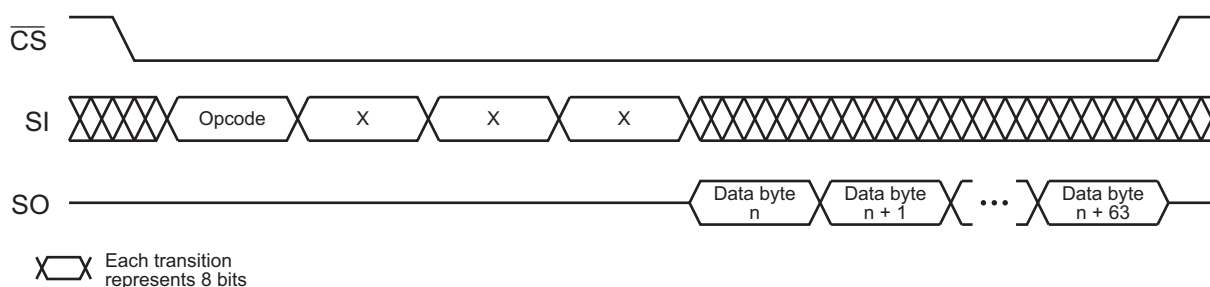 CS
SI
Opcode
X
X
X
SO
Data byte
n
Data byte
n + 1
•••
Data byte
n + 63
Each transition
represents 8 bits